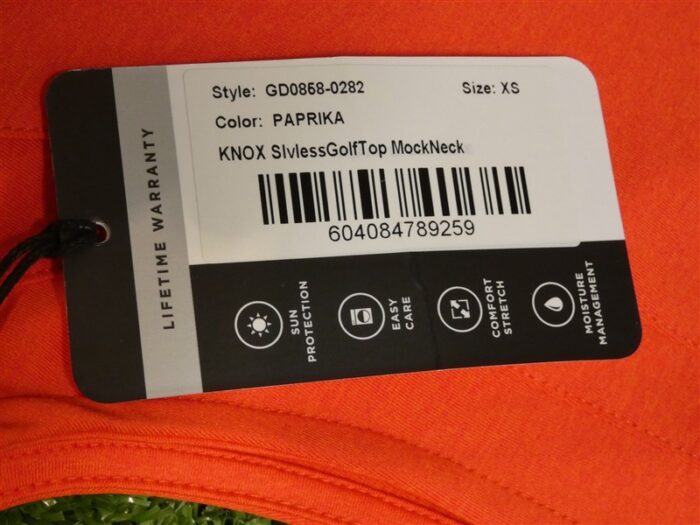 Style: GD0858-0282 Size: XS
Color: PAPRIKA
KNOX SlvlessGolfTop MockNeck
604084789259
LIFETIME WARRANTY
SUN
PROTECTION
EASY
CARE
COMFORT
STRETCH
MOISTURE
MANAGEMENT